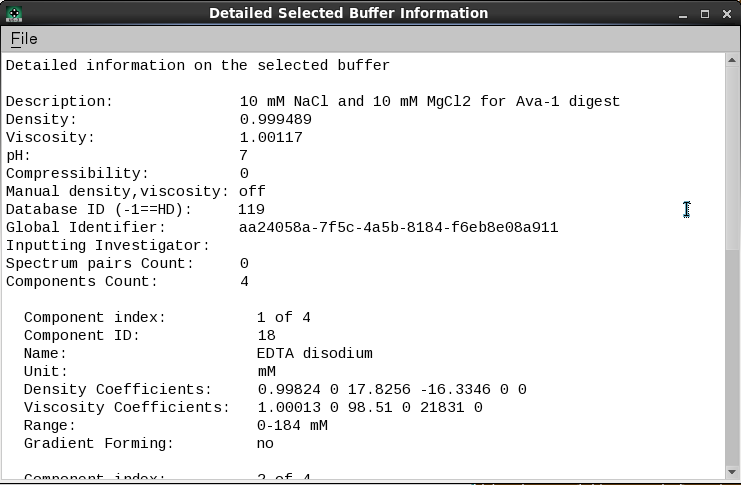 Detailed Selected Buffer Information
File
Detailed information on the selected buffer
Description: 10 mM NaCl and 10 mM MgCl2 for Ava-1 digest
Density: 0.999489
Viscosity: 1.00117
pH: 7
Compressibility: 0
Manual density,viscosity: off
Database ID (-1==HD): 119
Global Identifier: aa24058a-7f5c-4a5b-8184-f6eb8e08a911
Inputting Investigator:
Spectrum pairs Count: 0
Components Count: 4
Component index: 1 of 4
Component ID: 18
Name: EDTA disodium
Unit: mM
Density Coefficients: 0.99824 0 17.8256 -16.3346 0 0
Viscosity Coefficients: 1.00013 0 98.51 0 21831 0
Range: 0-184 mM
Gradient Forming: no
Component index: 2 of 4